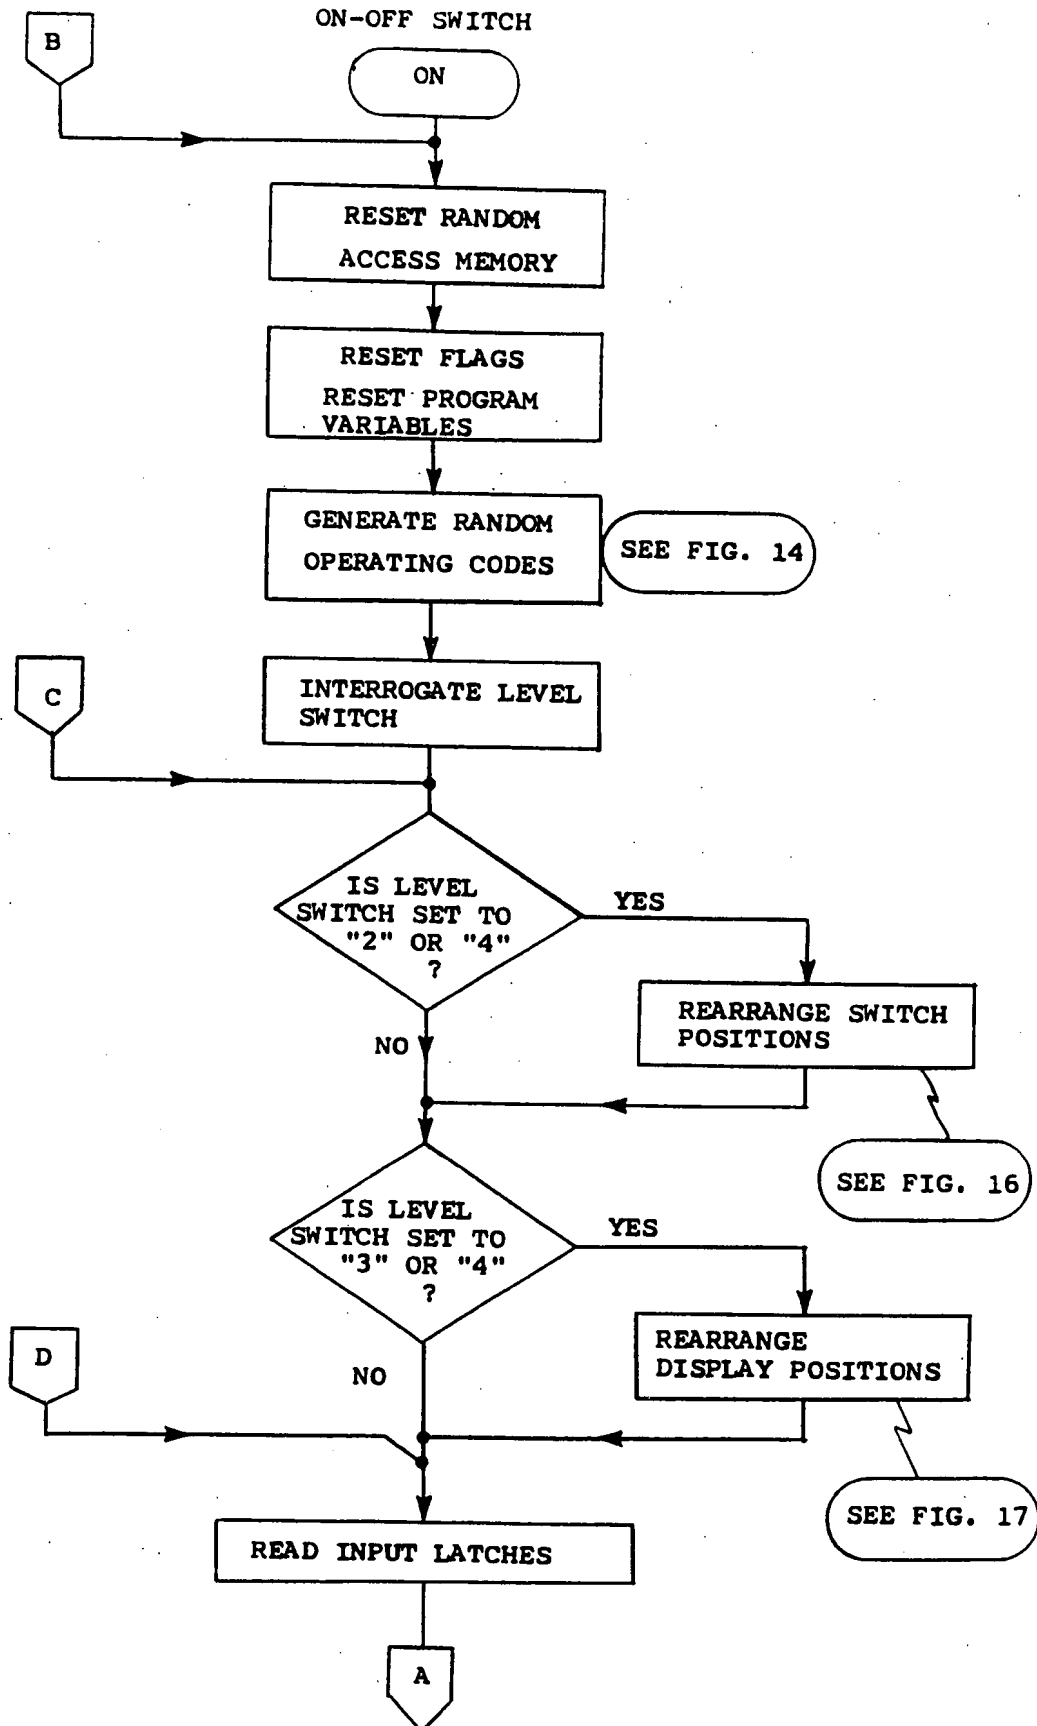 B
ON-OFF SWITCH
ON
RESET RANDOM
ACCESS MEMORY
RESET FLAGS
RESET PROGRAM
VARIABLES
GENERATE RANDOM
OPERATING CODES
SEE FIG. 14
INTERROGATE LEVEL
SWITCH
C
IS LEVEL
SWITCH SET TO
"2" OR "4"
?
YES
REARRANGE SWITCH
POSITIONS
NO
SEE FIG. 16
IS LEVEL
SWITCH SET TO
"3" OR "4"
?
YES
REARRANGE
DISPLAY POSITIONS
D
NO
SEE FIG. 17
READ INPUT LATCHES
A